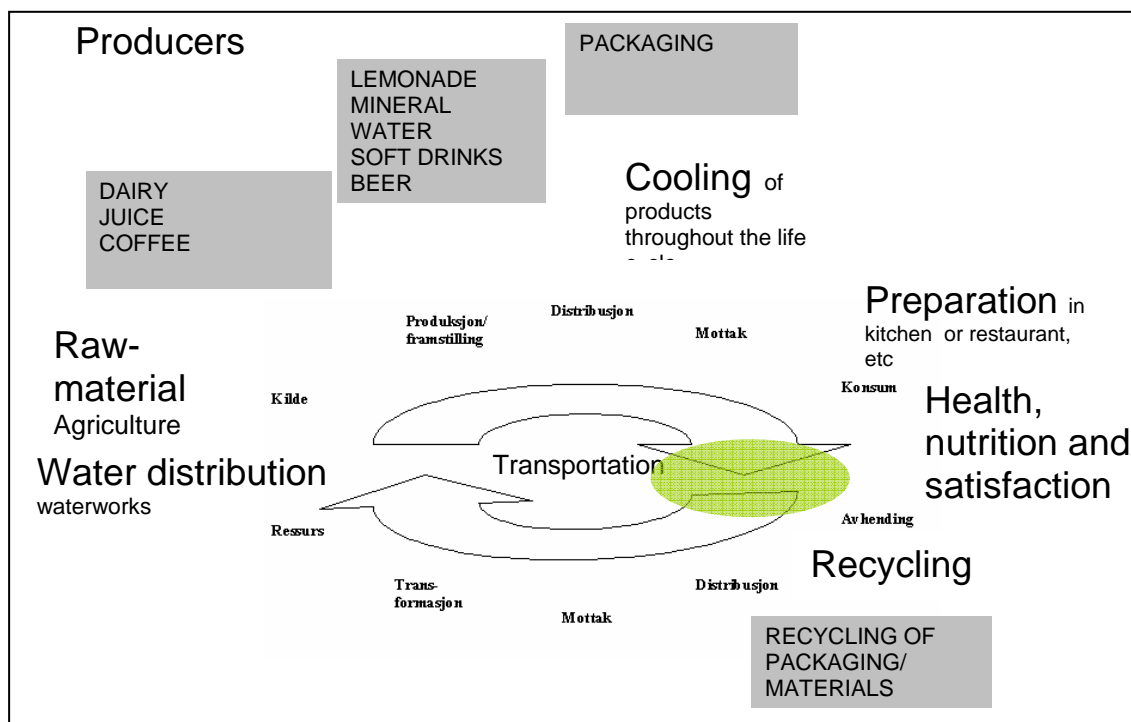 Producers
PACKAGING
LEMONADE
MINERAL
WATER
SOFT DRINKS
BEER
DAIRY
JUICE
COFFEE
Cooling of
products
throughout the life
Preparation in
kitchen or restaurant,
etc
Produksjon/
framstilling
Distribusjon
Mottak
Raw-
material
Agriculture
Kilde
Konsum
Health,
nutrition and
satisfaction
Water distribution
waterworks
Transportation
Ressurs
Avhending
Recycling
Trans-
formasjon
Mottak
Distribusjon
RECYCLING OF
PACKAGING/
MATERIALS